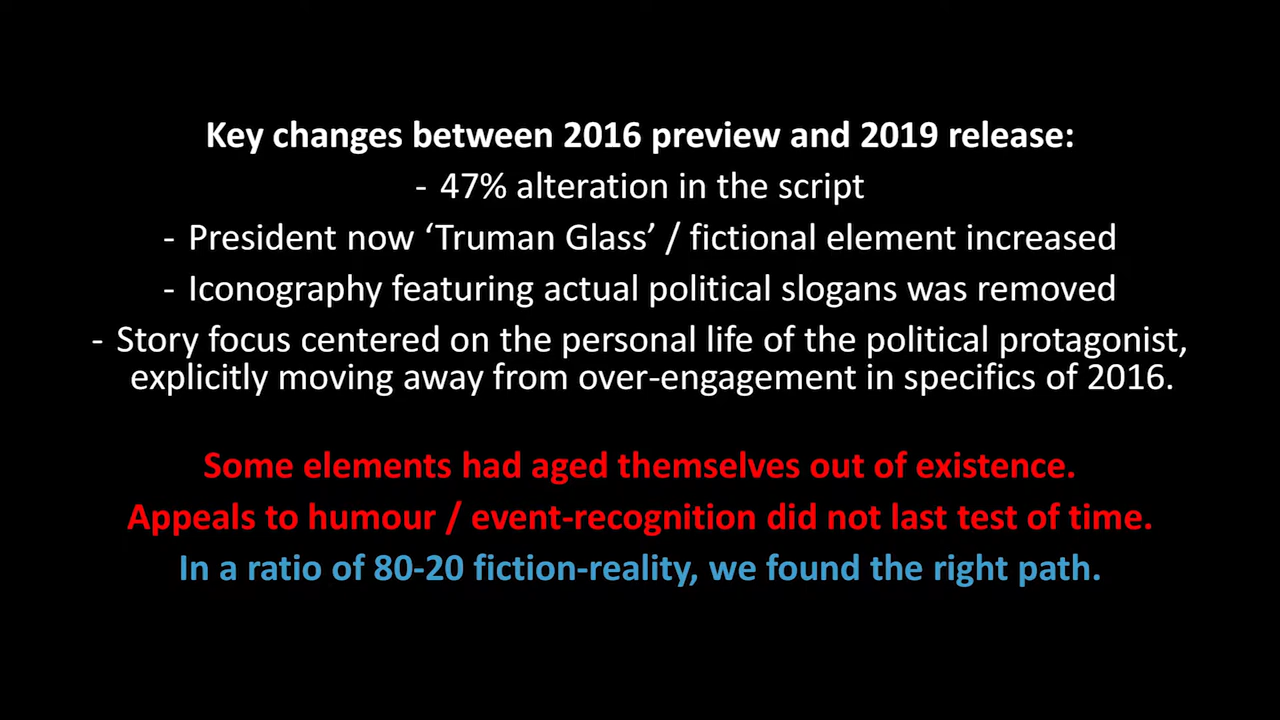 Key changes between 2016 preview and 2019 release:
- 47% alteration in the script
- President now ‘Truman Glass’ / fictional element increased
- Iconography featuring actual political slogans was removed
- Story focus centered on the personal life of the political protagonist,
explicitly moving away from over-engagement in specifics of 2016.
Some elements had aged themselves out of existence.
Appeals to humour / event-recognition did not last test of time.
In a ratio of 80-20 fiction-reality, we found the right path.